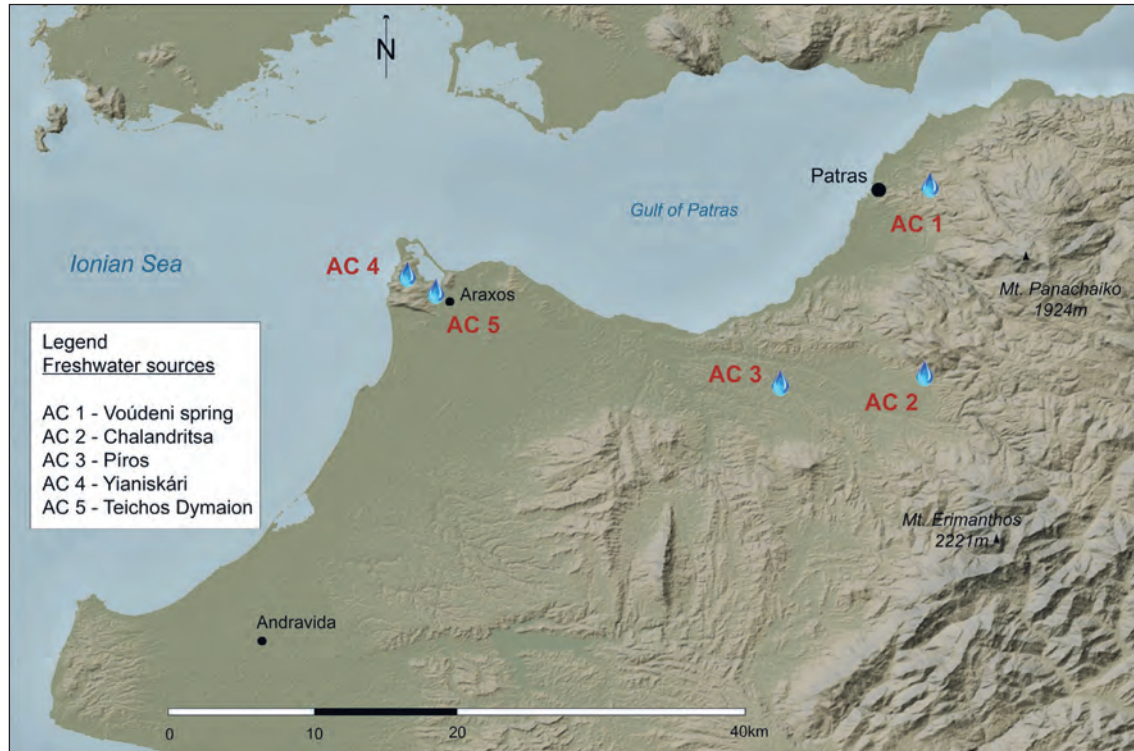 N
Patras
Gulf of Patras
AC 1
Ionian Sea
AC 4
Mt. Panachaiko
1924m
Araxos
AC 5
Legend
Freshwater sources
AC 1 - Voúdeni spring
AC 2 - Chalandritsa
AC 3 - Píros
AC 4 - Yianiskári
AC 5 - Teichos Dymaion
AC 3
AC 2
Mt. Erimanthos
2221m
Andravida
0
10
20
40km